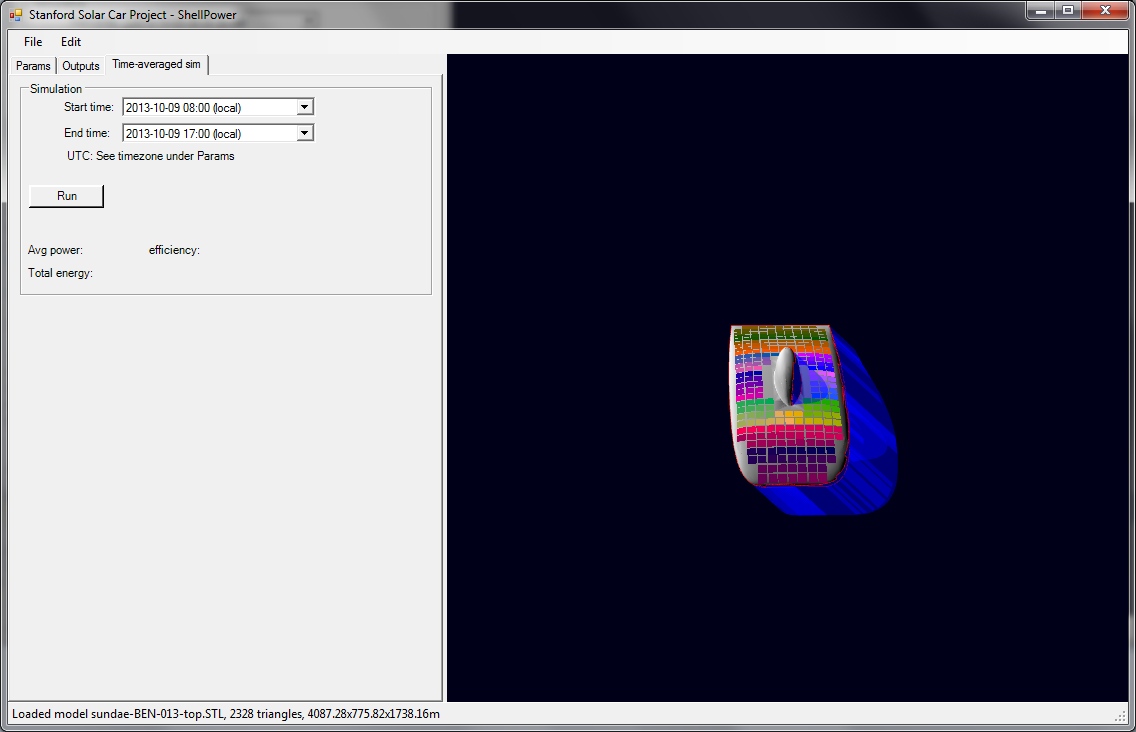 Stanford Solar Car Project - ShellPower
File Edit
Params Outputs Time-averaged sim
Simulation
Start time: 2013-10-09 08:00 (local)
End time: 2013-10-09 17:00 (local)
UTC: See timezone under Params
Run
Avg power: efficiency:
Total energy:
Loaded model sundae-BEN-013-top.STL, 2328 triangles, 4087.28x775.82x1738.16m